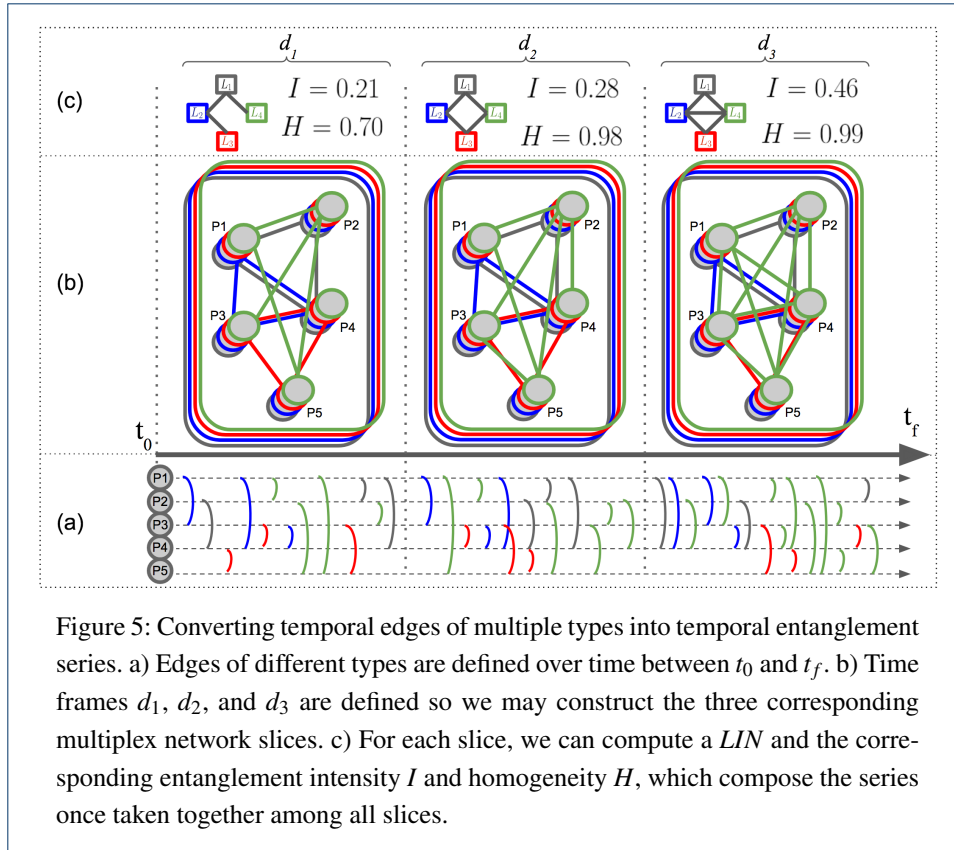 d1 d2 d3
(c)
L1 L2 L4 L3 I = 0.21 H = 0.70
L1 L2 L4 L3 I = 0.28 H = 0.98
L1 L2 L4 L3 I = 0.46 H = 0.99
(b)
P1 P2 P3 P4 P5
P1 P2 P3 P4 P5
P1 P2 P3 P4 P5
t0 tf
(a)
P1
P2
P3
P4
P5
Figure 5: Converting temporal edges of multiple types into temporal entanglement
series. a) Edges of different types are defined over time between t0 and tf. b) Time
frames d1, d2, and d3 are defined so we may construct the three corresponding
multiplex network slices. c) For each slice, we can compute a LIN and the corre-
sponding entanglement intensity I and homogeneity H, which compose the series
once taken together among all slices.